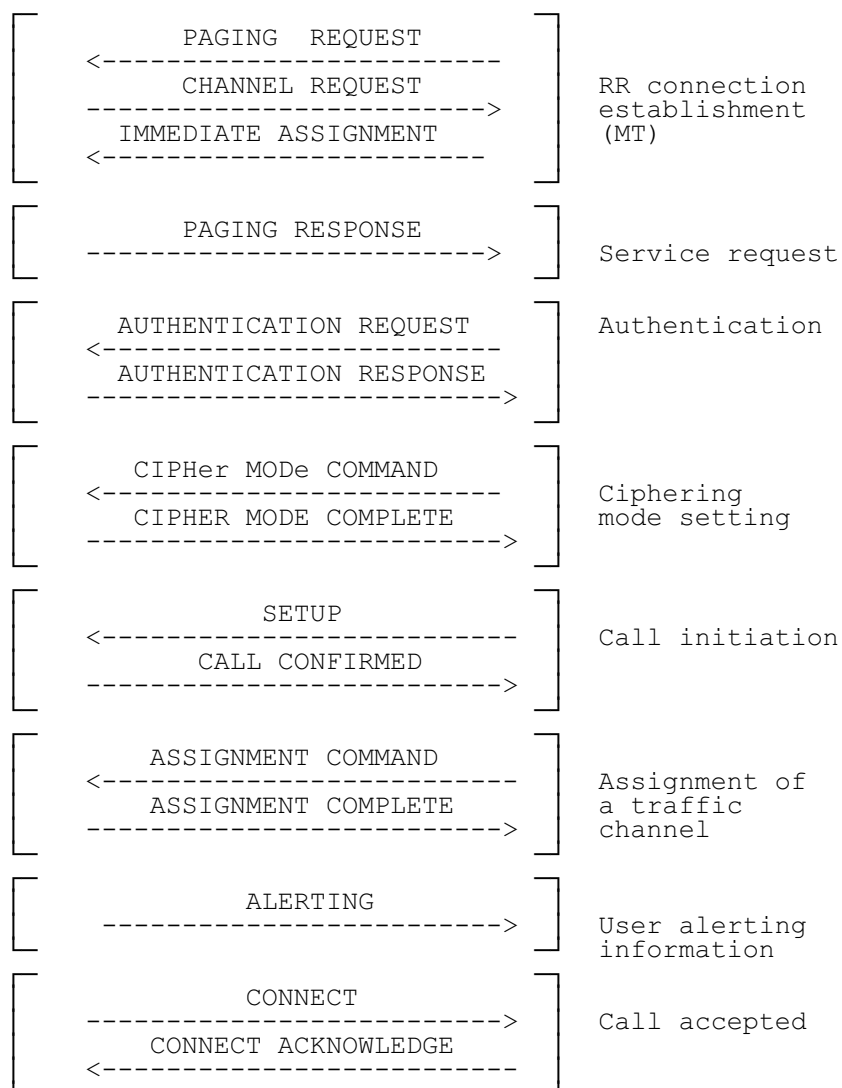 PAGING REQUEST
<------------------------
CHANNEL REQUEST
------------------------>
IMMEDIATE ASSIGNMENT
<-----------------------
RR connection
establishment
(MT)
PAGING RESPONSE
------------------------>
Service request
AUTHENTICATION REQUEST
<------------------------
AUTHENTICATION RESPONSE
------------------------->
Authentication
CIPHer MODe COMMAND
<------------------------
CIPHER MODE COMPLETE
------------------------->
Ciphering
mode setting
SETUP
<-------------------------
CALL CONFIRMED
------------------------->
Call initiation
ASSIGNMENT COMMAND
<-------------------------
ASSIGNMENT COMPLETE
------------------------->
Assignment of
a traffic
channel
ALERTING
------------------------>
User alerting
information
CONNECT
------------------------->
CONNECT ACKNOWLEDGE
<-------------------------
Call accepted